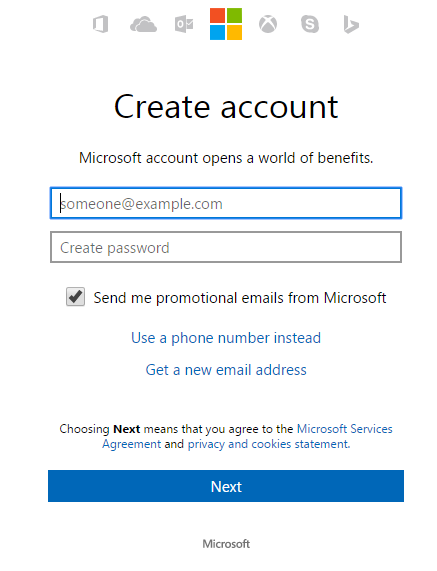 Create account
Microsoft account opens a world of benefits.
someone@example.com
Create password
Send me promotional emails from Microsoft
Use a phone number instead
Get a new email address
Choosing Next means that you agree to the Microsoft Services
Agreement and privacy and cookies statement.
Next
Microsoft